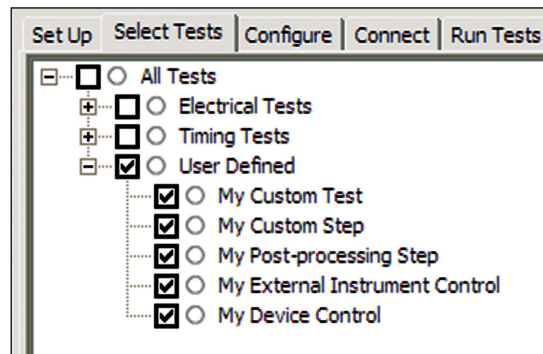 Set Up Select Tests Configure Connect Run Tests
All Tests
Electrical Tests
Timing Tests
User Defined
My Custom Test
My Custom Step
My Post-processing Step
My External Instrument Control
My Device Control